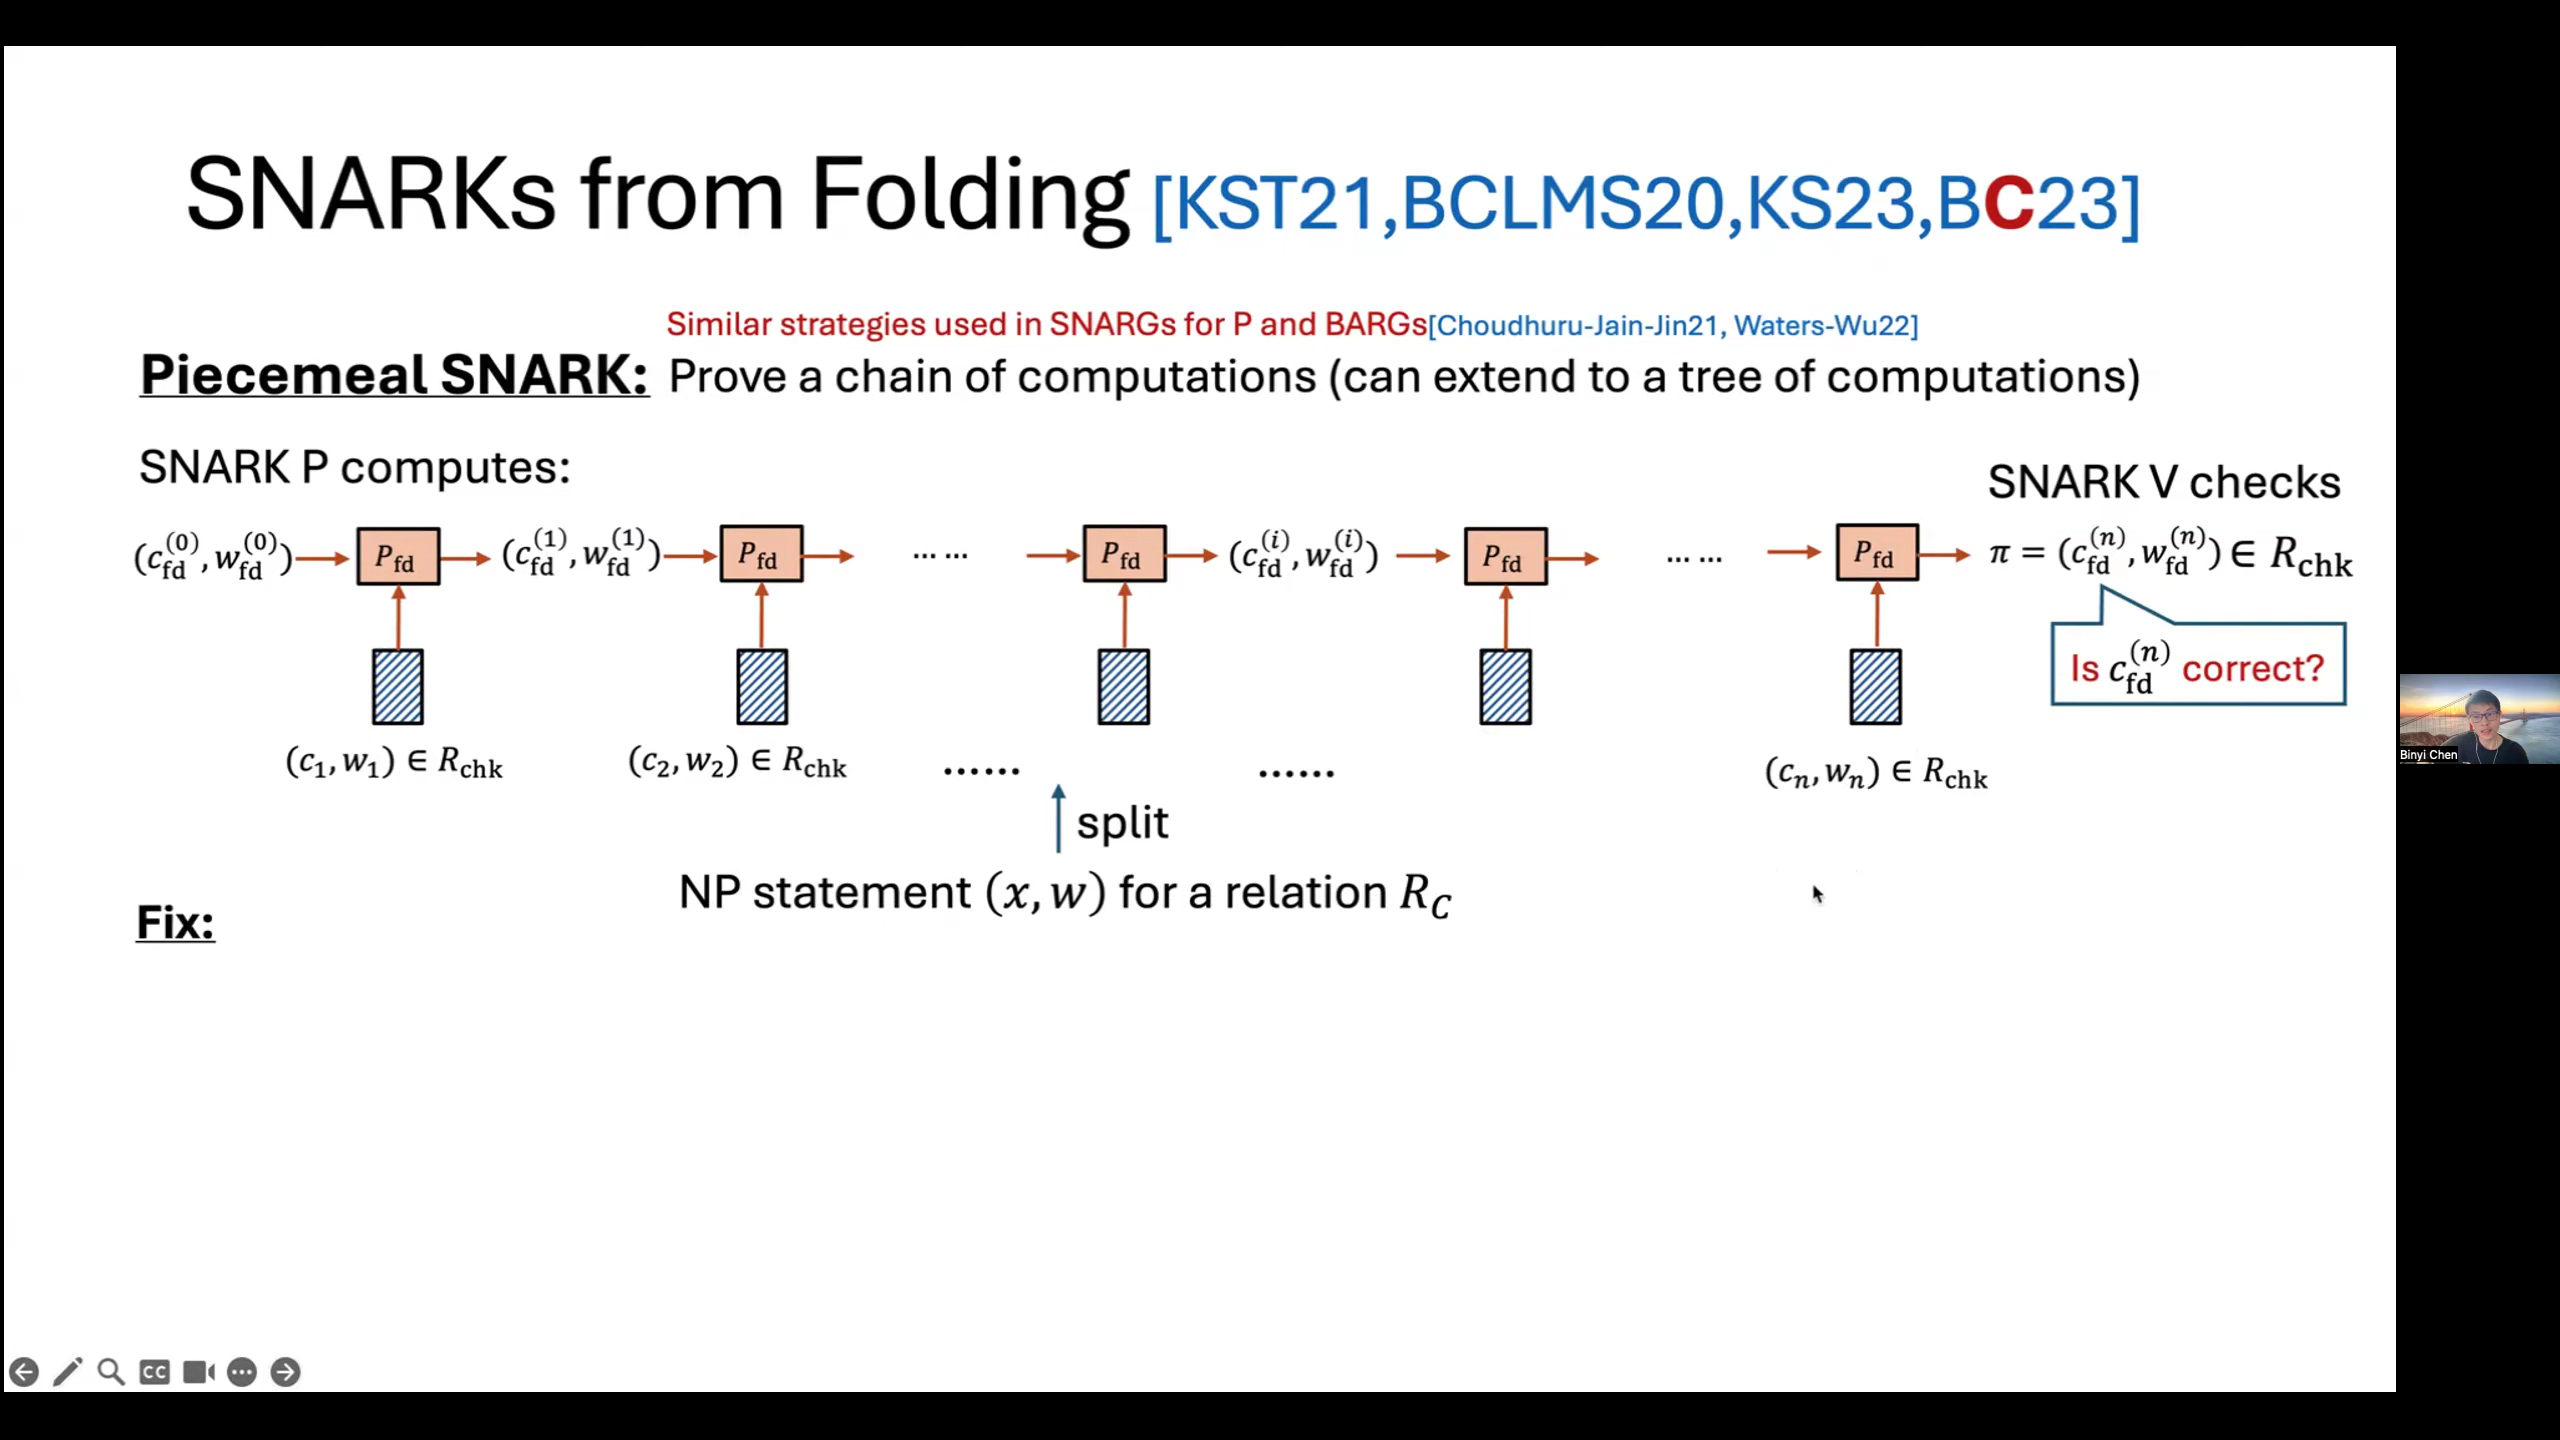 SNARKs from Folding [KST21,BCLMS20,KS23,BC23]
Similar strategies used in SNARGs for P and BARGs[Choudhuru-Jain-Jin21, Waters-Wu22]
Piecemeal SNARK: Prove a chain of computations (can extend to a tree of computations)
SNARK P computes:
SNARK V checks
(c_fd^(0), w_fd^(0)) P_fd (c_fd^(1), w_fd^(1)) P_fd ... ... P_fd (c_fd^(i), w_fd^(i)) P_fd ... ... P_fd π = (c_fd^(n), w_fd^(n)) ∈ R_chk
Is c_fd^(n) correct?
(c_1, w_1) ∈ R_chk (c_2, w_2) ∈ R_chk ...... ...... (c_n, w_n) ∈ R_chk
split
NP statement (x, w) for a relation R_C
Fix:
Binyi Chen
CC